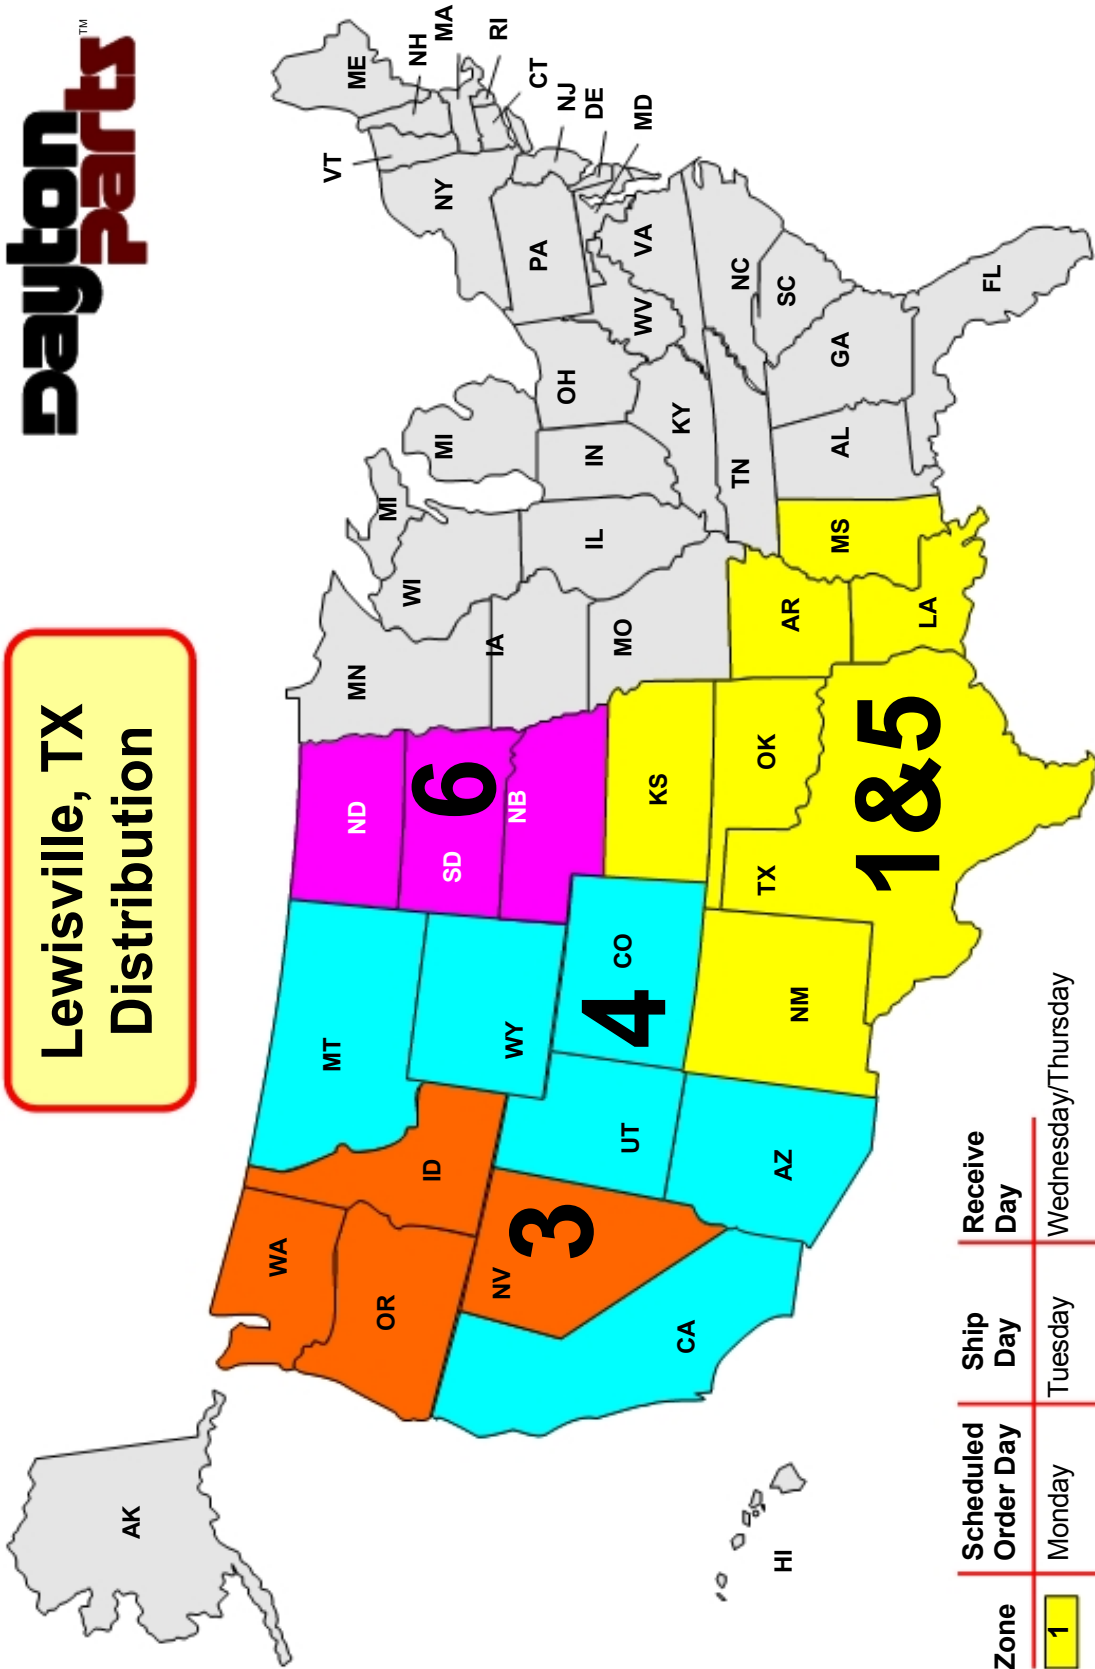 Lewisville, TX
Distribution
Dayton
parts™
AK
HI
WA
OR
ID
NV
3
CA
MT
WY
UT
AZ
CO
4
NM
ND
SD
6
NB
KS
OK
TX
1&5
AR
LA
MS
MN
IA
MO
WI
MI
MI
IL
IN
OH
KY
TN
AL
GA
FL
SC
NC
VA
WV
PA
NY
VT
ME
NH
MA
RI
CT
NJ
DE
MD
Zone Scheduled Order Day Ship Day Receive Day
1 Monday Tuesday Wednesday/Thursday